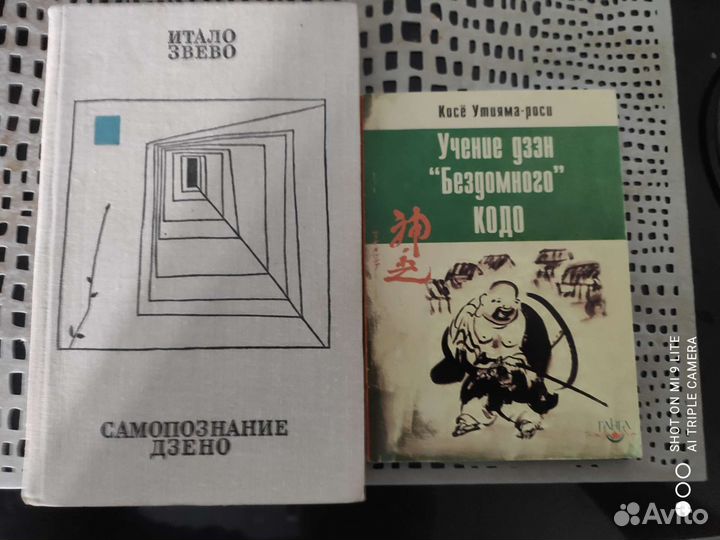 ИТАЛО
ЗВЕВО
САМОПОЗНАНИЕ
ДЗЕНО
Косё Утияма-роси
Учение дзэн
“Бездомного”
КОДО
ГАНГА
SHOT ON MI 9 LITE
AI TRIPLE CAMERA
Avito